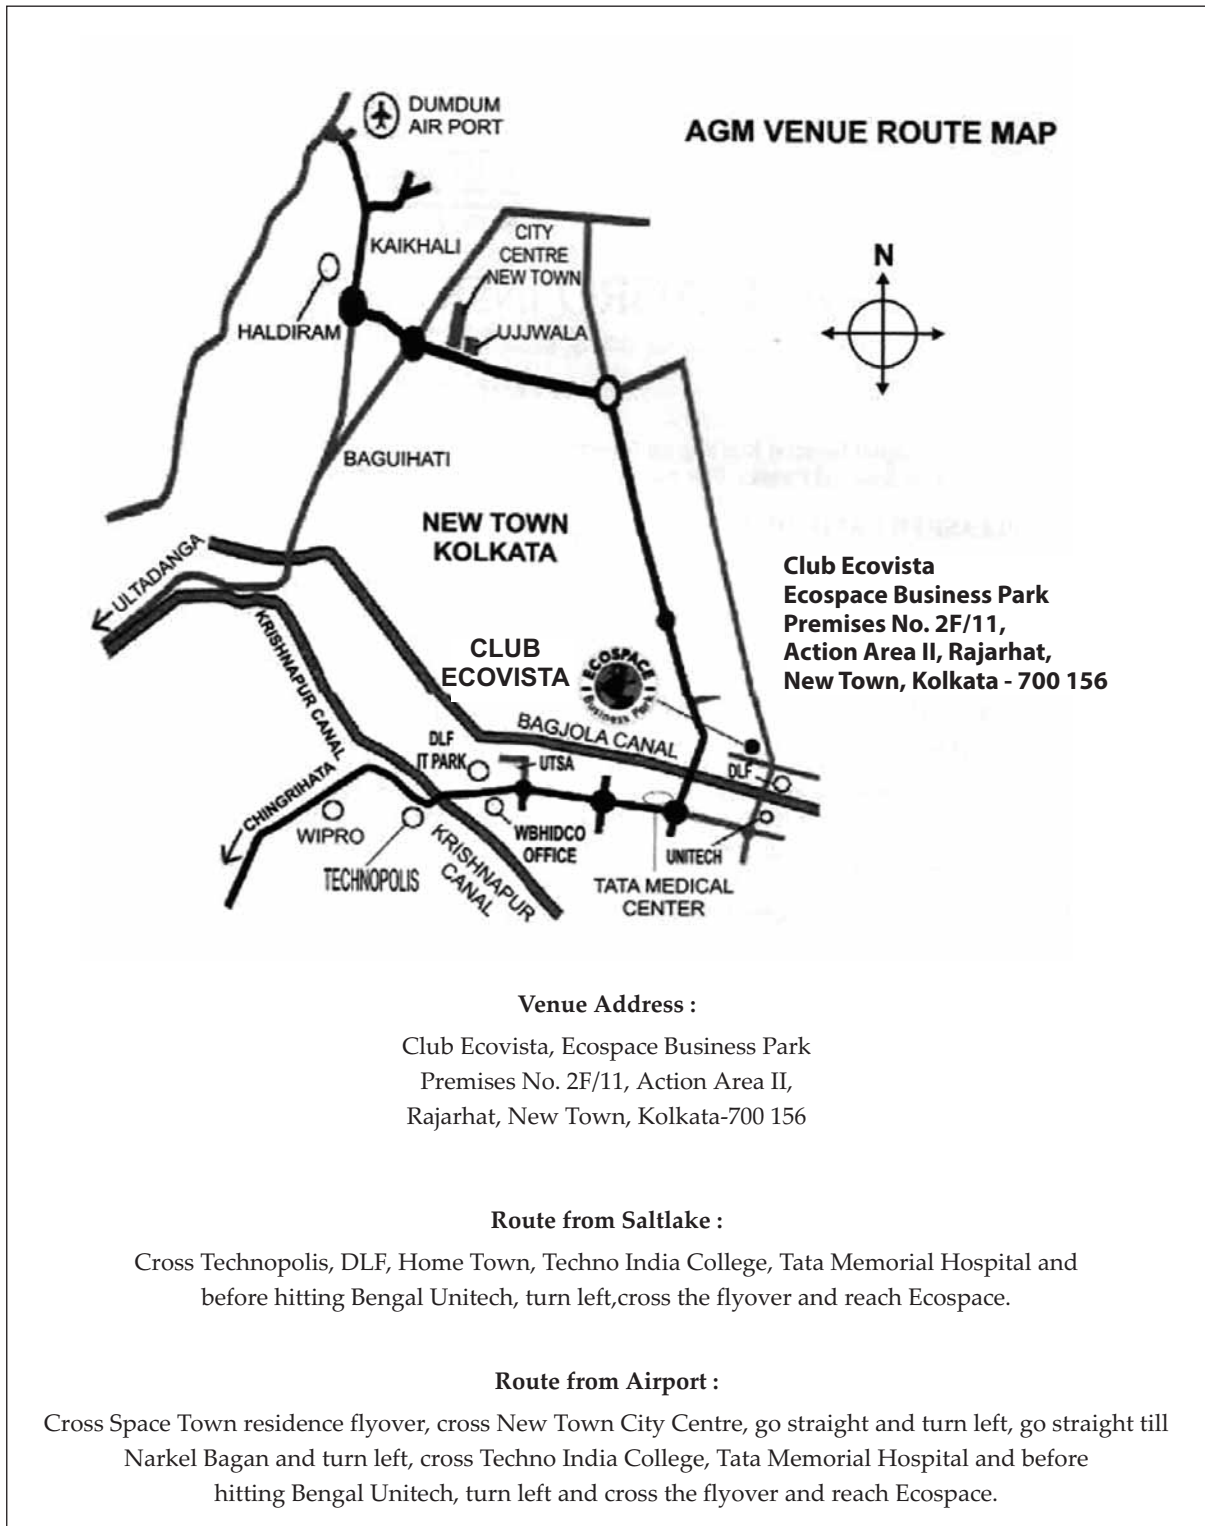 DUMDUM
AIR PORT
AGM VENUE ROUTE MAP
N
KAIKHALI
CITY
CENTRE
NEW TOWN
HALDIRAM
UJJWALA
BAGUIHATI
NEW TOWN
KOLKATA
ULTADANGA
Club Ecovista
Ecospace Business Park
Premises No. 2F/11,
Action Area II, Rajarhat,
New Town, Kolkata - 700 156
KRISHNAPUR CANAL
CLUB
ECOVISTA
ECOSPACE
Business Park
BAGJOLA CANAL
DLF
IT PARK
UTSA
DLF
CHINGRIHATA
WIPRO
TECHNOPOLIS
WBHIDCO
OFFICE
KRISHNAPUR
CANAL
UNITECH
TATA MEDICAL
CENTER
Venue Address :
Club Ecovista, Ecospace Business Park
Premises No. 2F/11, Action Area II,
Rajarhat, New Town, Kolkata-700 156
Route from Saltlake :
Cross Technopolis, DLF, Home Town, Techno India College, Tata Memorial Hospital and
before hitting Bengal Unitech, turn left,cross the flyover and reach Ecospace.
Route from Airport :
Cross Space Town residence flyover, cross New Town City Centre, go straight and turn left, go straight till
Narkel Bagan and turn left, cross Techno India College, Tata Memorial Hospital and before
hitting Bengal Unitech, turn left and cross the flyover and reach Ecospace.